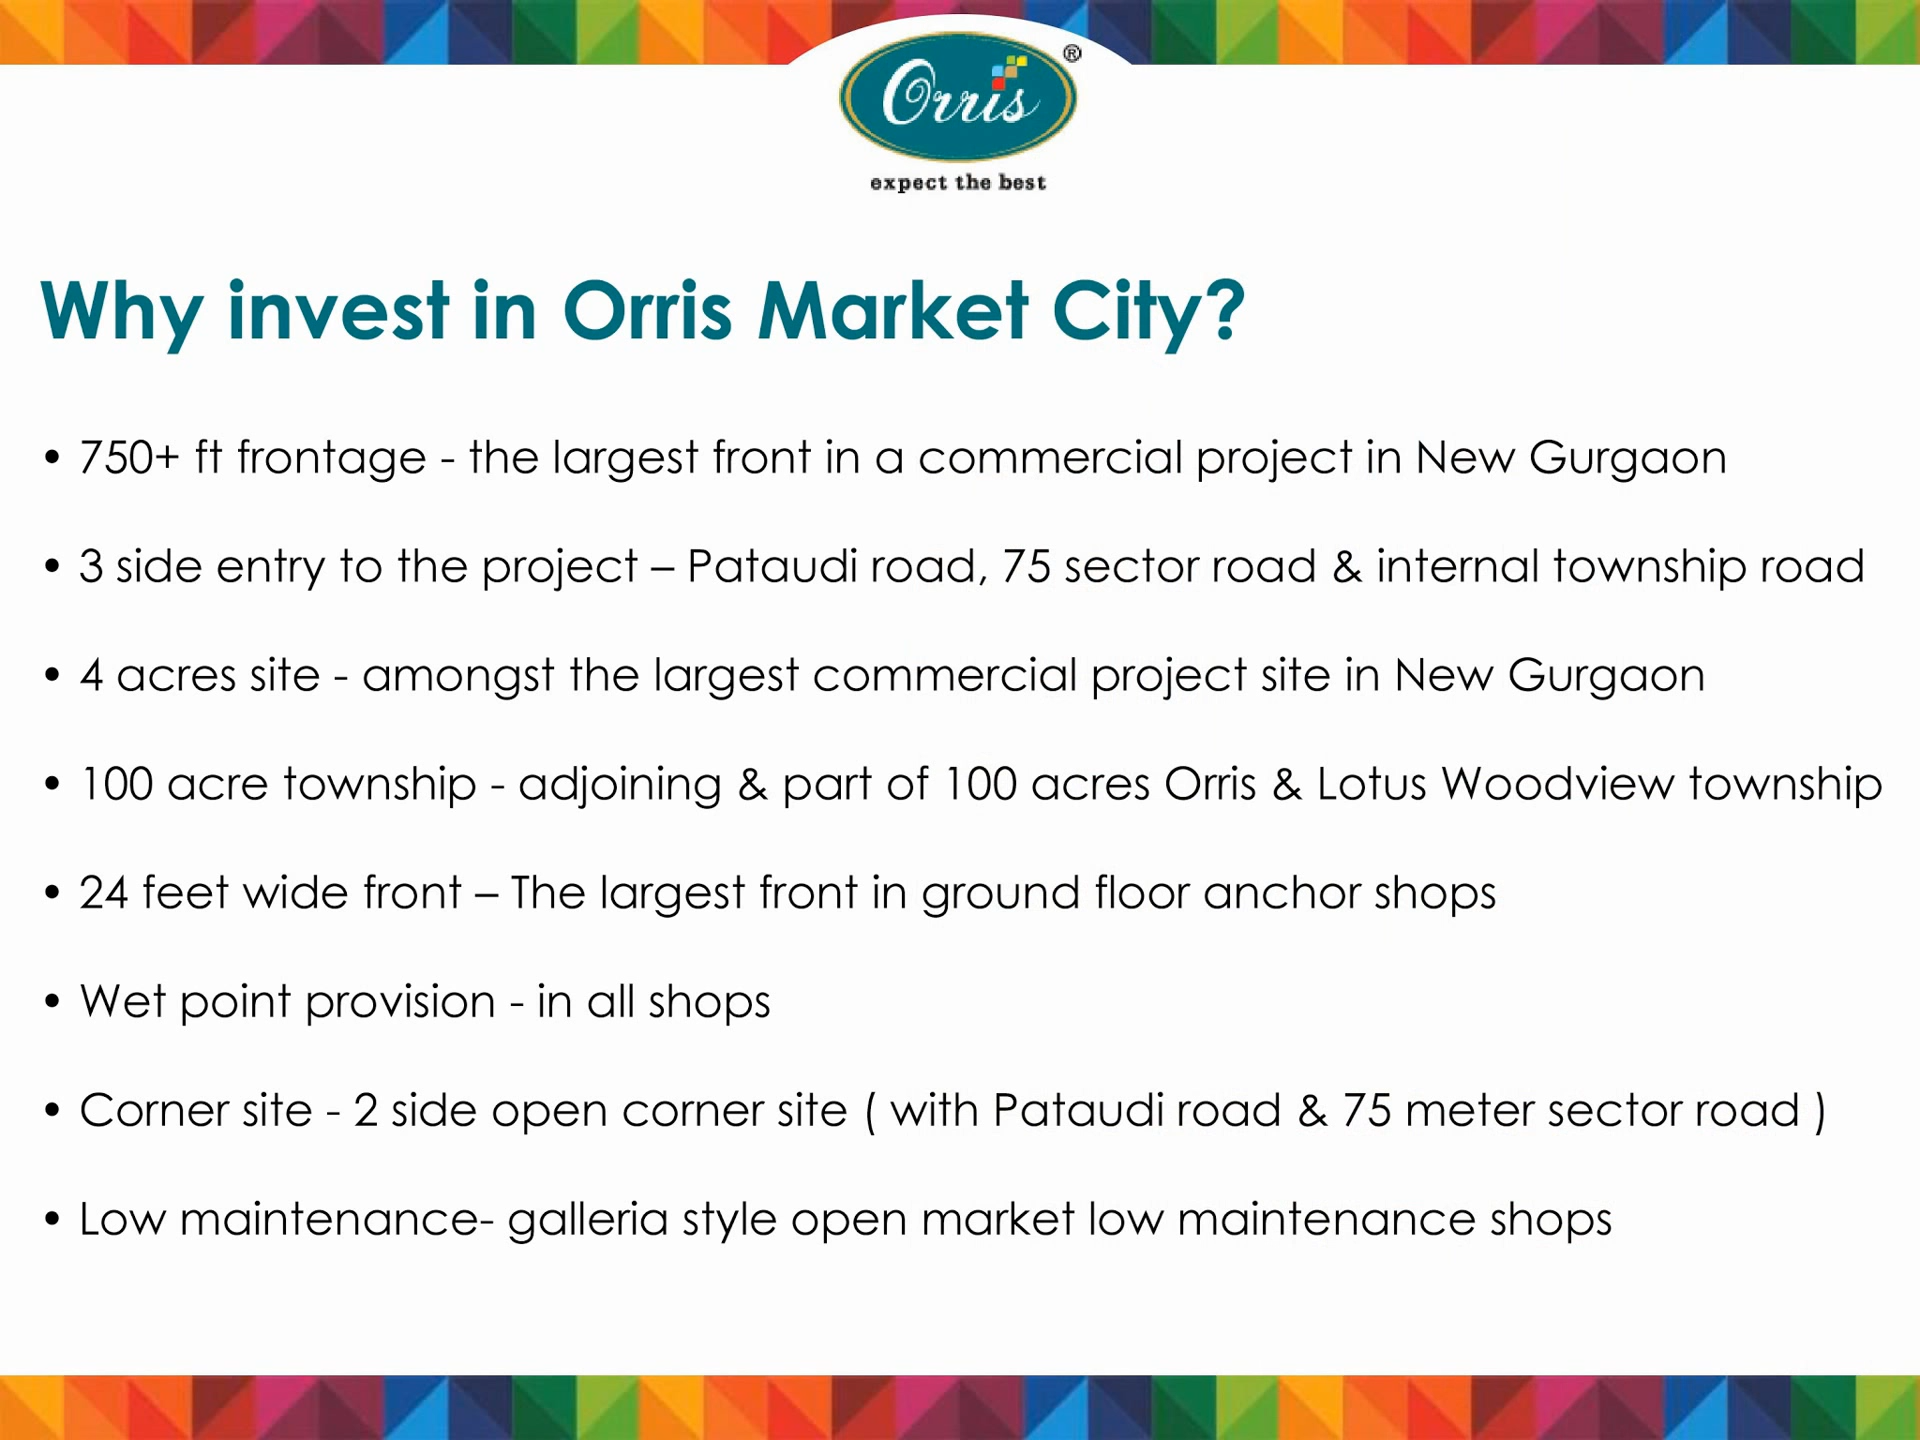 Orris ®
expect the best
Why invest in Orris Market City?
• 750+ ft frontage - the largest front in a commercial project in New Gurgaon
• 3 side entry to the project – Pataudi road, 75 sector road & internal township road
• 4 acres site - amongst the largest commercial project site in New Gurgaon
• 100 acre township - adjoining & part of 100 acres Orris & Lotus Woodview township
• 24 feet wide front – The largest front in ground floor anchor shops
• Wet point provision - in all shops
• Corner site - 2 side open corner site ( with Pataudi road & 75 meter sector road )
• Low maintenance- galleria style open market low maintenance shops